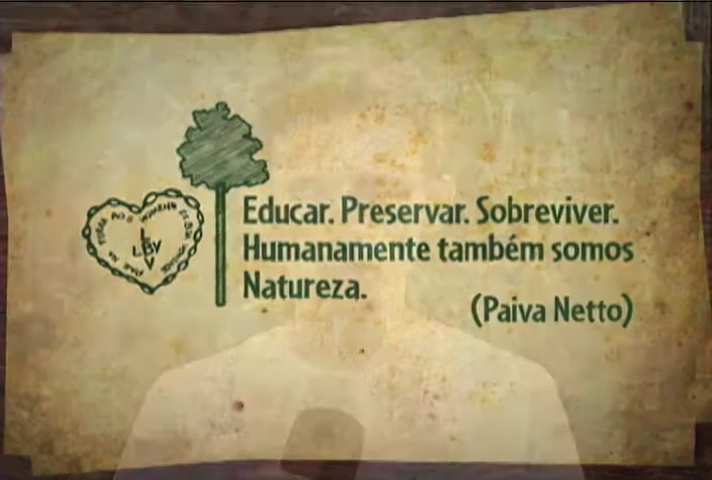 Educar. Preservar. Sobreviver.
Humanamente também somos
Natureza.
(Paiva Netto)
LBV